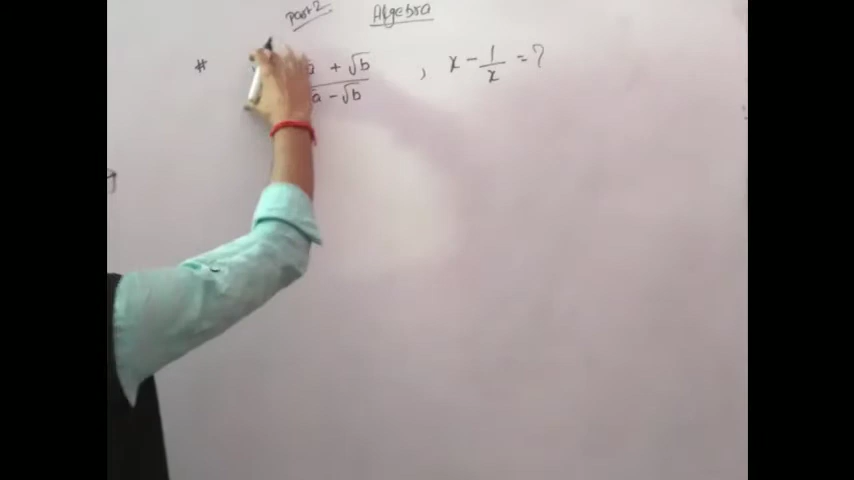 Part 2 Algebra
# a + √b / a - √b , x - 1/x = ?